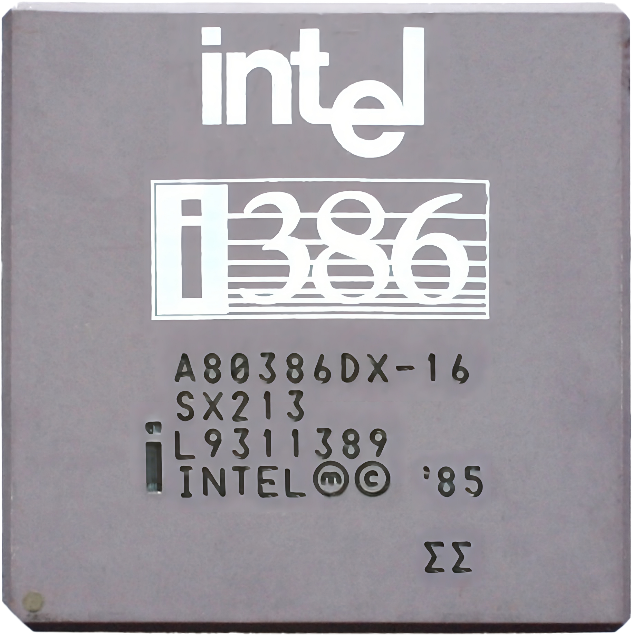 intel
i386
A80386DX-16
SX213
L9311389
i INTEL Ⓜ © '85
ΣΣ